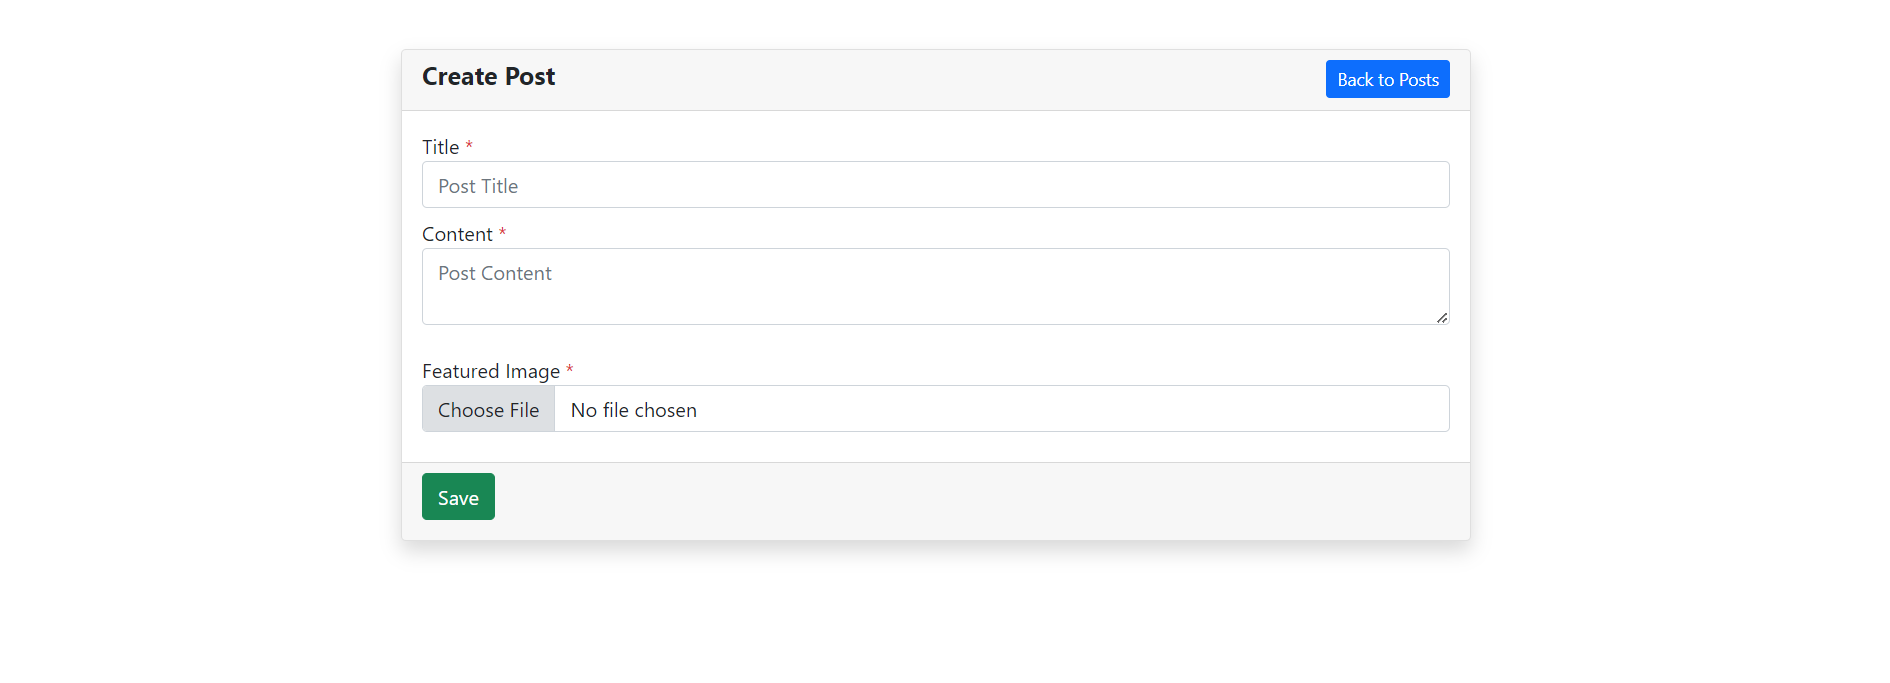 Create Post
Back to Posts
Title *
Post Title
Content *
Post Content
Featured Image *
Choose File No file chosen
Save